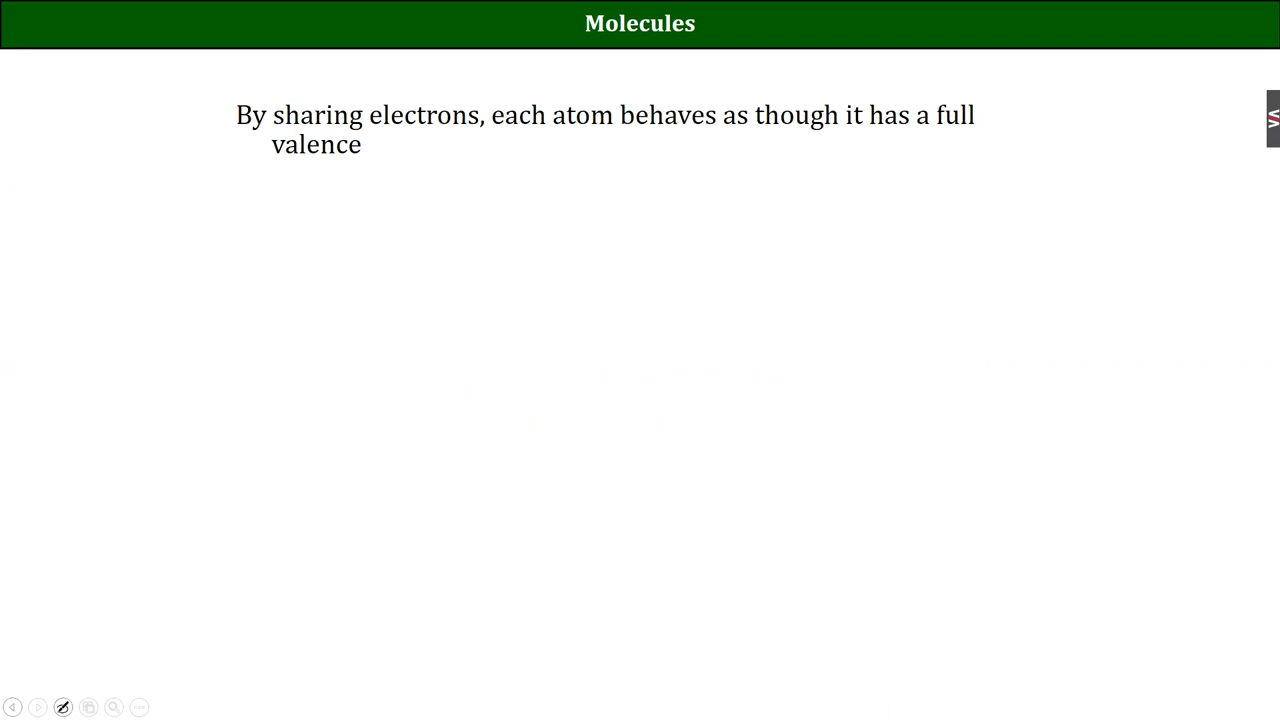 Molecules
By sharing electrons, each atom behaves as though it has a full
valence